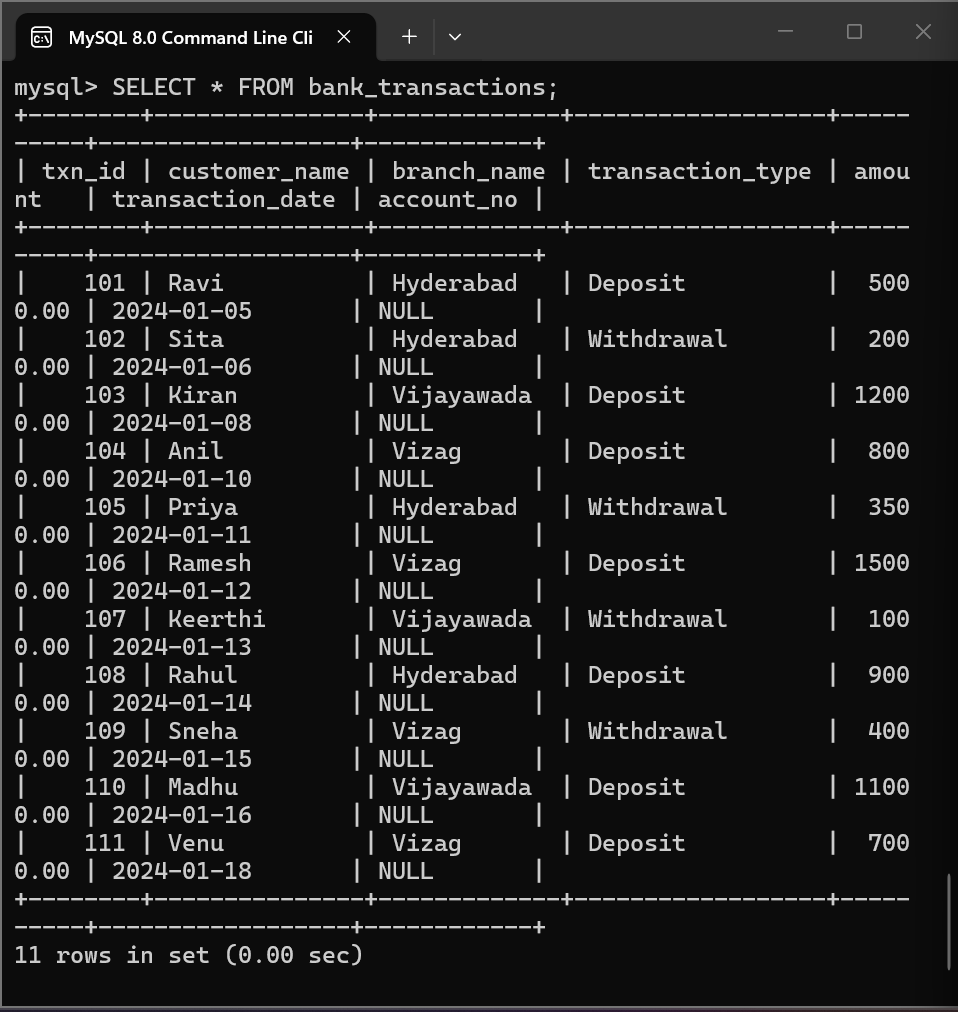 MySQL 8.0 Command Line Cli
mysql> SELECT * FROM bank_transactions;
+--------+---------------+-------------+------------------+-----
-----+------------------+------------+
| txn_id | customer_name | branch_name | transaction_type | amou
nt   | transaction_date | account_no |
+--------+---------------+-------------+------------------+-----
-----+------------------+------------+
|    101 | Ravi          | Hyderabad   | Deposit          |  500
0.00 | 2024-01-05       | NULL       |
|    102 | Sita          | Hyderabad   | Withdrawal       |  200
0.00 | 2024-01-06       | NULL       |
|    103 | Kiran         | Vijayawada  | Deposit          | 1200
0.00 | 2024-01-08       | NULL       |
|    104 | Anil          | Vizag       | Deposit          |  800
0.00 | 2024-01-10       | NULL       |
|    105 | Priya         | Hyderabad   | Withdrawal       |  350
0.00 | 2024-01-11       | NULL       |
|    106 | Ramesh        | Vizag       | Deposit          | 1500
0.00 | 2024-01-12       | NULL       |
|    107 | Keerthi       | Vijayawada  | Withdrawal       |  100
0.00 | 2024-01-13       | NULL       |
|    108 | Rahul         | Hyderabad   | Deposit          |  900
0.00 | 2024-01-14       | NULL       |
|    109 | Sneha         | Vizag       | Withdrawal       |  400
0.00 | 2024-01-15       | NULL       |
|    110 | Madhu         | Vijayawada  | Deposit          | 1100
0.00 | 2024-01-16       | NULL       |
|    111 | Venu          | Vizag       | Deposit          |  700
0.00 | 2024-01-18       | NULL       |
+--------+---------------+-------------+------------------+-----
-----+------------------+------------+
11 rows in set (0.00 sec)